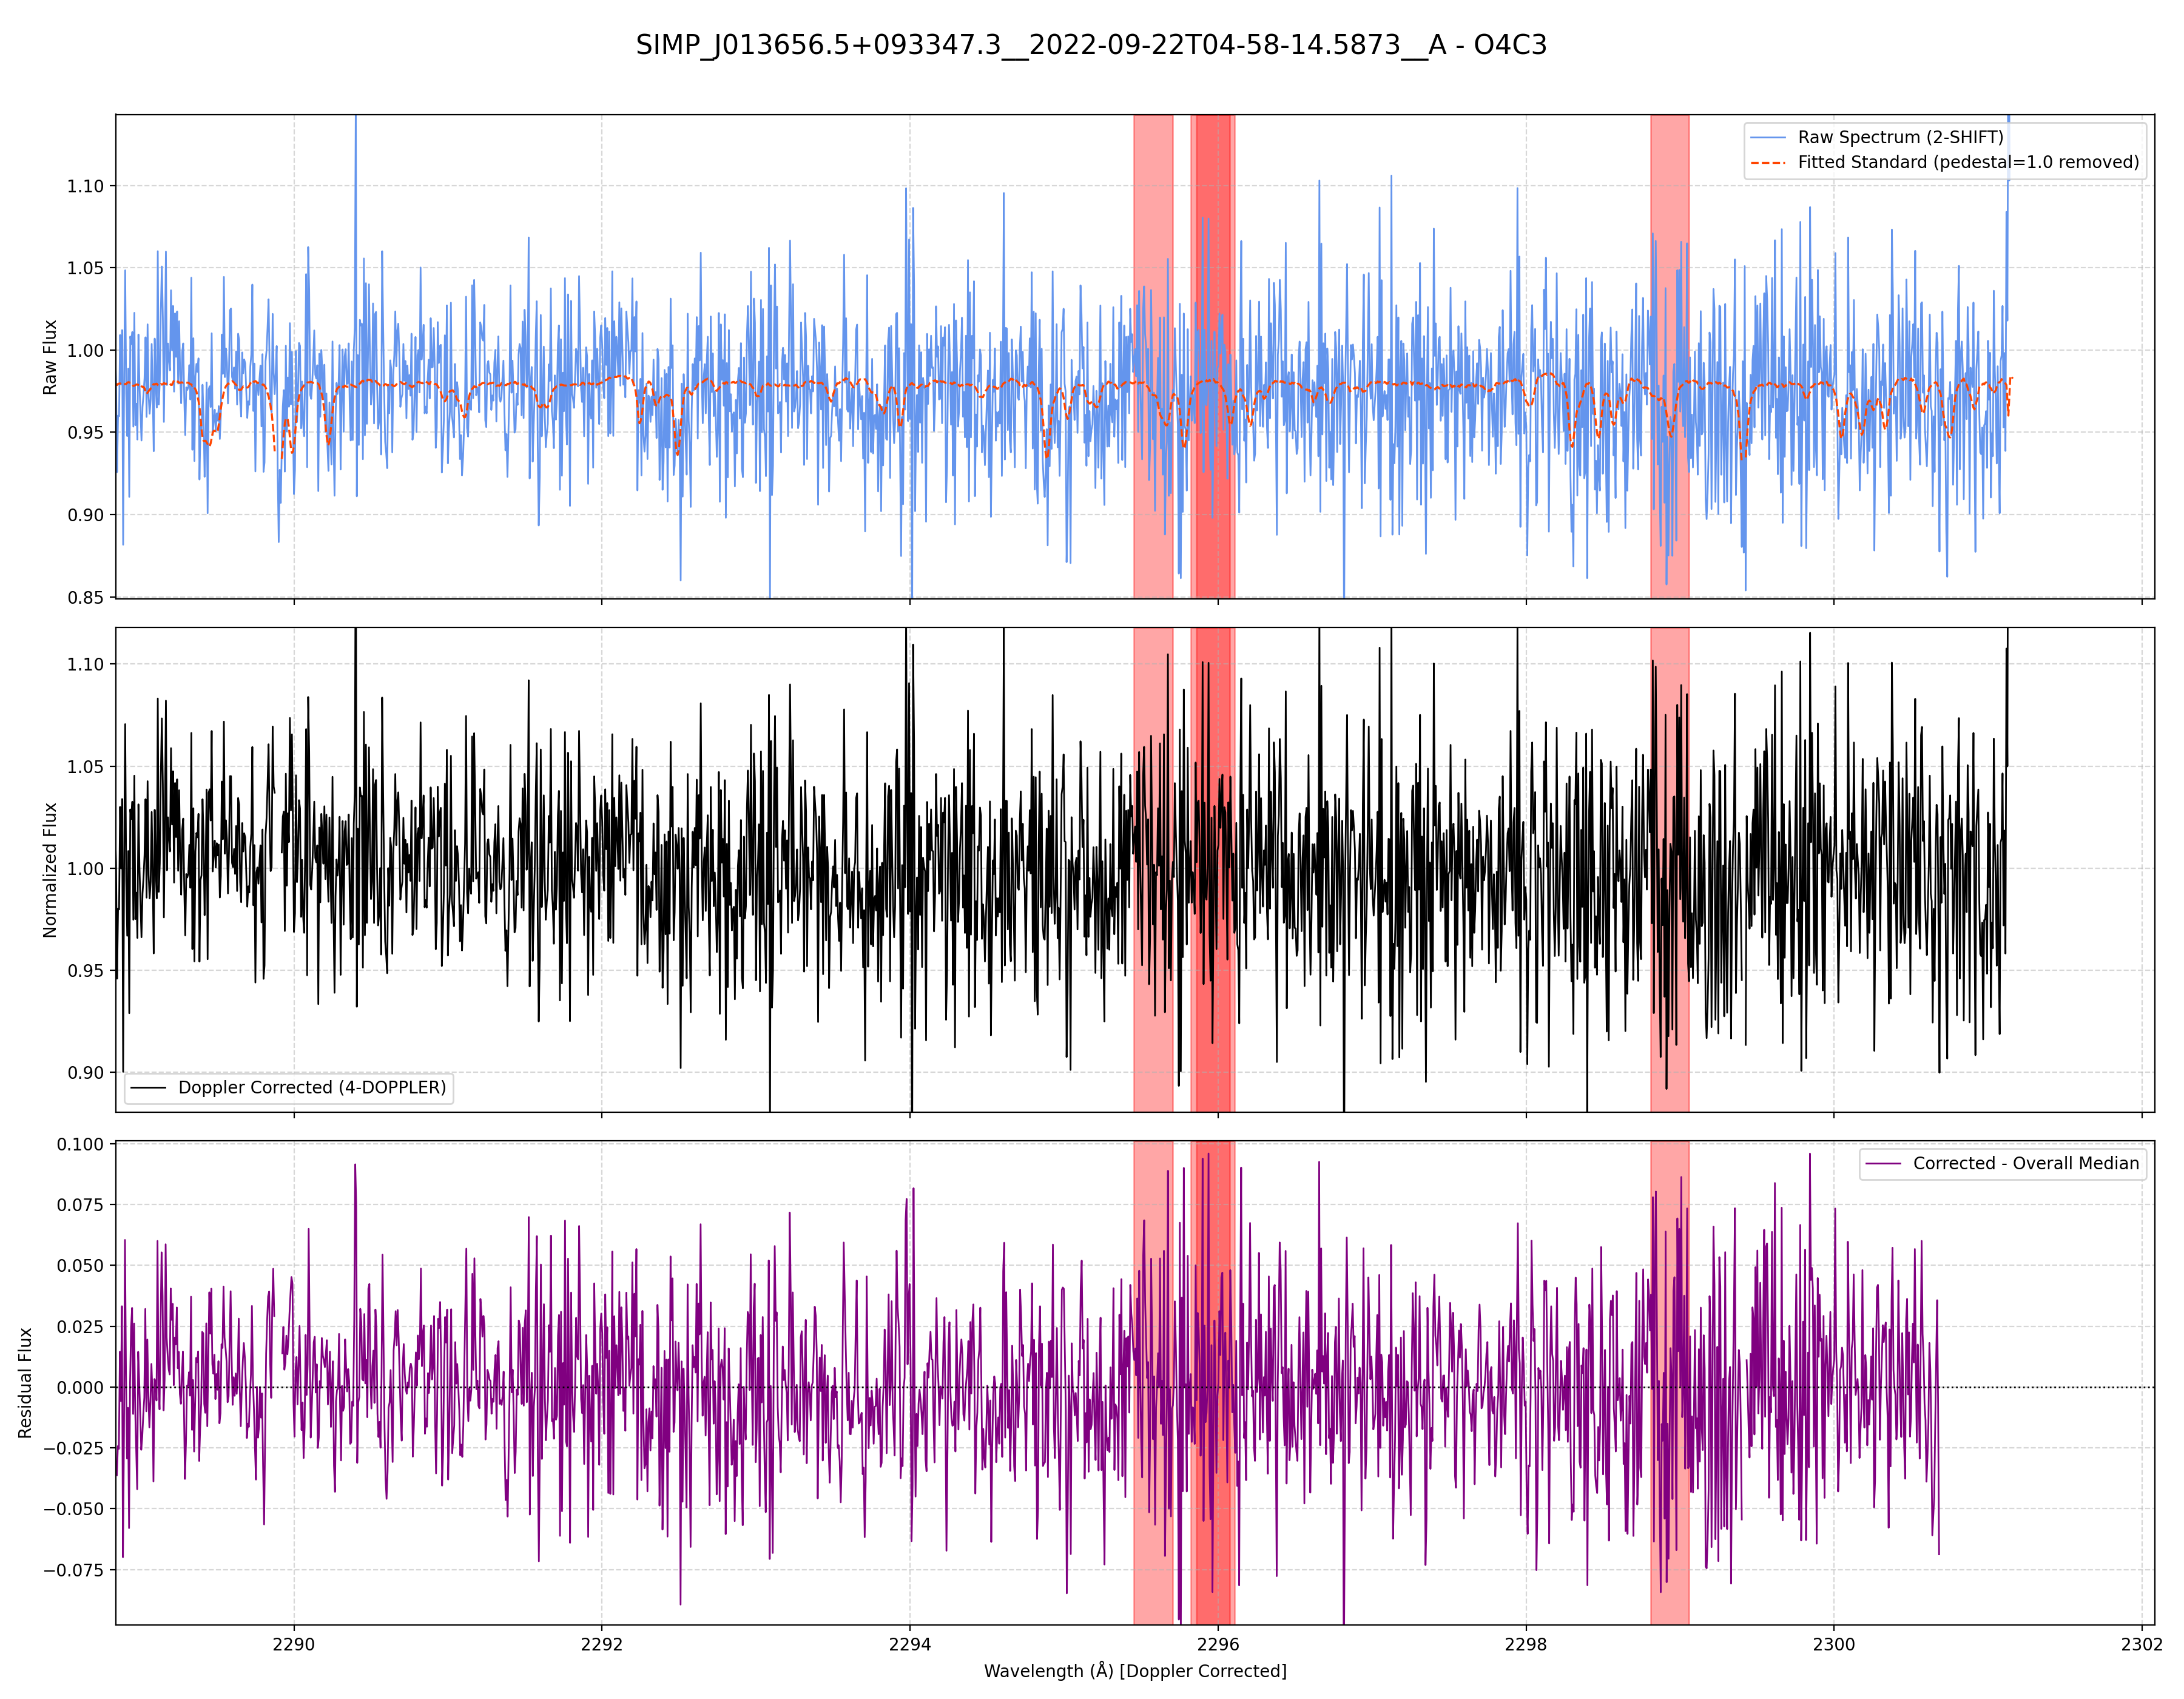 SIMP_J013656.5+093347.3__2022-09-22T04-58-14.5873__A - O4C3
Raw Spectrum (2-SHIFT)
Fitted Standard (pedestal=1.0 removed)
Raw Flux
1.10
1.05
1.00
0.95
0.90
0.85
Normalized Flux
1.10
1.05
1.00
0.95
0.90
Doppler Corrected (4-DOPPLER)
Corrected - Overall Median
Residual Flux
0.100
0.075
0.050
0.025
0.000
−0.025
−0.050
−0.075
2290
2292
2294
2296
2298
2300
2302
Wavelength (Å) [Doppler Corrected]